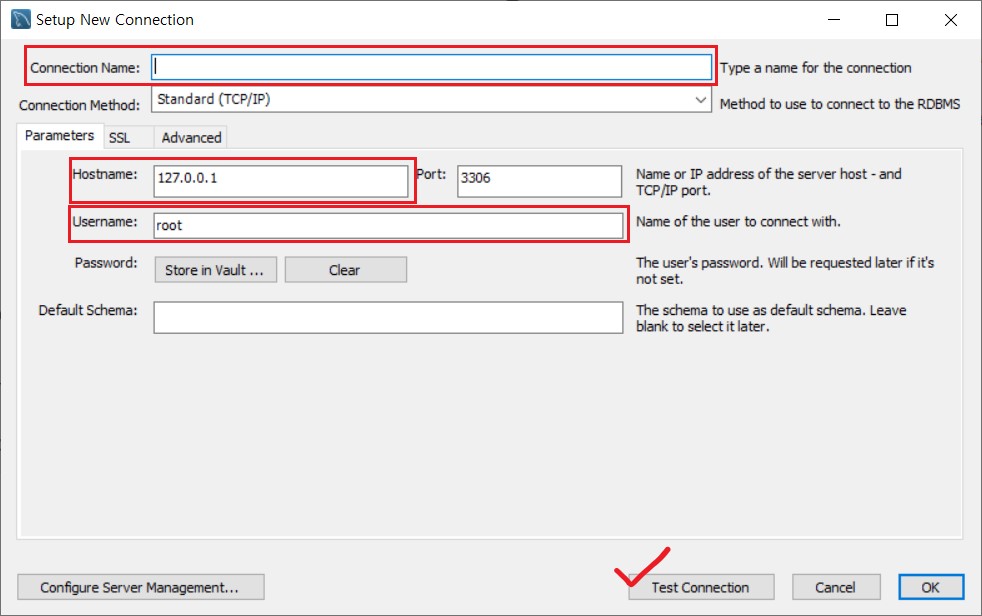 Setup New Connection
Connection Name:
Type a name for the connection
Connection Method: Standard (TCP/IP)
Method to use to connect to the RDBMS
Parameters SSL Advanced
Hostname: 127.0.0.1 Port: 3306
Name or IP address of the server host - and
TCP/IP port.
Username: root
Name of the user to connect with.
Password: Store in Vault ... Clear
The user's password. Will be requested later if it's
not set.
Default Schema:
The schema to use as default schema. Leave
blank to select it later.
Configure Server Management... Test Connection Cancel OK